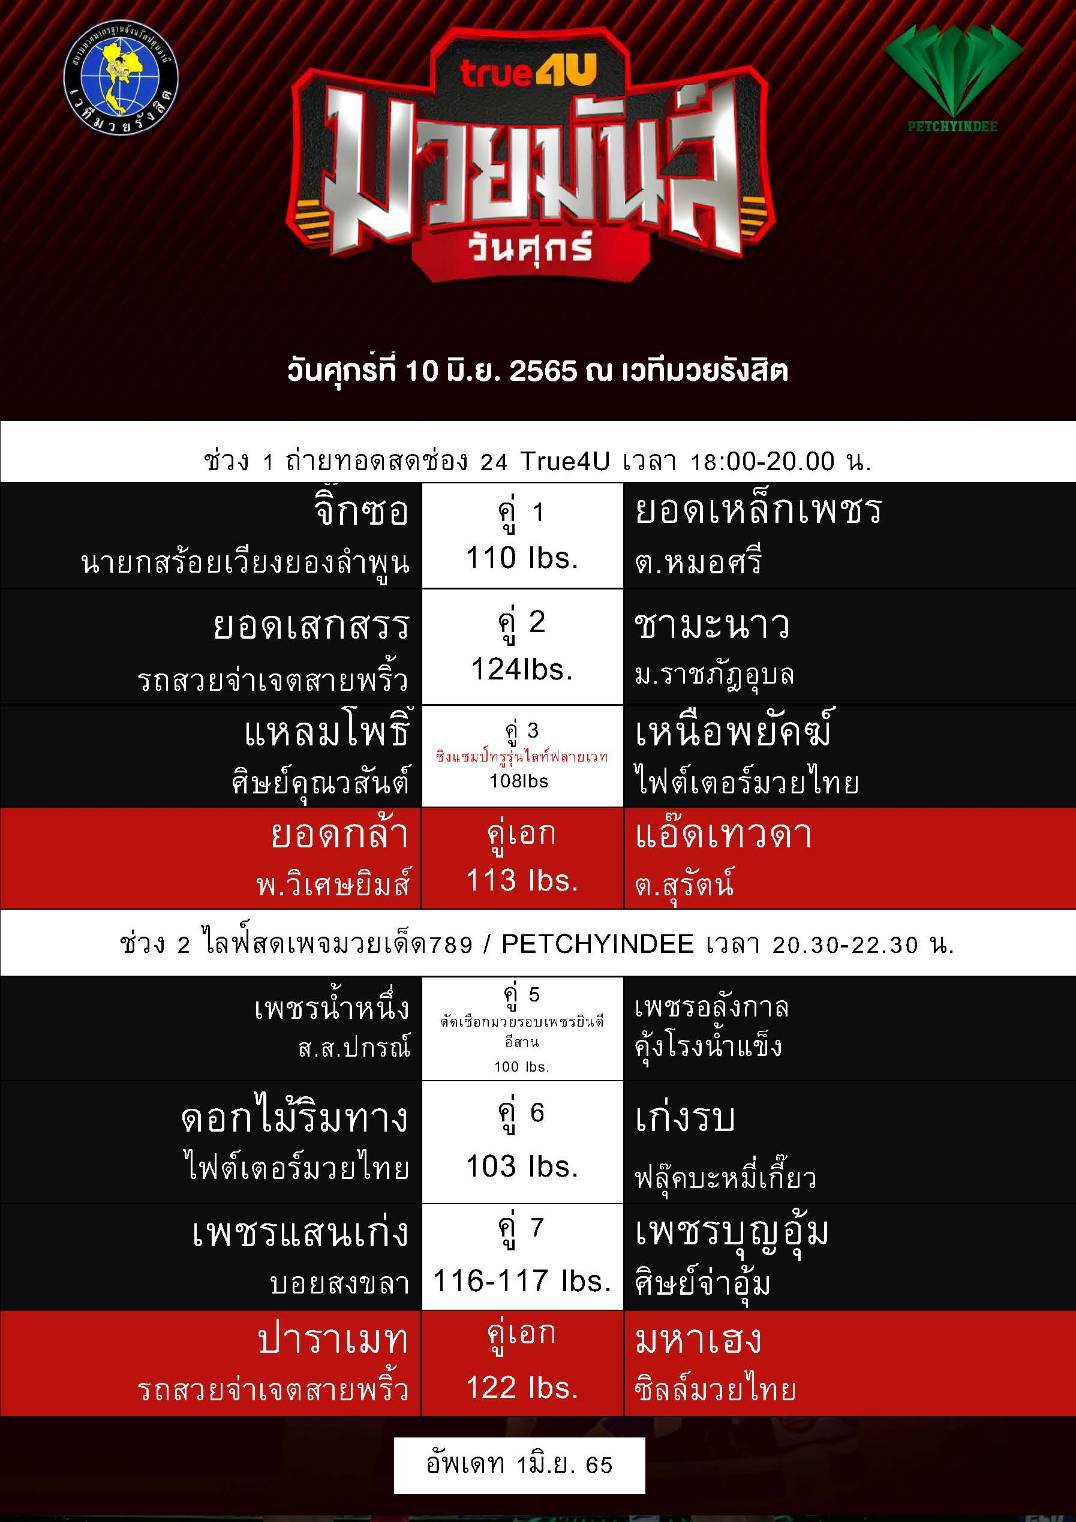 สนามมวยมาตรฐานจังหวัดปทุมธานี
เวทีมวยรังสิต
true4U
มวยมันส์
วันศุกร์
PETCHYINDEE
วันศุกร์ที่ 10 มิ.ย. 2565 ณ เวทีมวยรังสิต
ช่วง 1 ถ่ายทอดสดช่อง 24 True4U เวลา 18:00-20.00 น.
จิ๊กซอ
นายกสร้อยเวียงยองลำพูน
คู่ 1
110 lbs.
ยอดเหล็กเพชร
ต.หมอศรี
ยอดเสกสรร
รถสวยจ่าเจตสายพริ้ว
คู่ 2
124lbs.
ชามะนาว
ม.ราชภัฏอุบล
แหลมโพธิ์
ศิษย์คุณวสันต์
คู่ 3
ชิงแชมป์ทรูรุ่นไลท์ฟลายเวท
108lbs
เหนือพยัคฆ์
ไฟต์เตอร์มวยไทย
ยอดกล้า
พ.วิเศษยิมส์
คู่เอก
113 lbs.
แอ๊ดเทวดา
ต.สุรัตน์
ช่วง 2 ไลฟ์สดเพจมวยเด็ด789 / PETCHYINDEE เวลา 20.30-22.30 น.
เพชรน้ำหนึ่ง
ส.ส.ปกรณ์
คู่ 5
คัดเชือกมวยรอบเพชรยินดี
อีสาน
100 lbs.
เพชรอลังกาล
คุ้งโรงน้ำแข็ง
ดอกไม้ริมทาง
ไฟต์เตอร์มวยไทย
คู่ 6
103 lbs.
เก่งรบ
ฟลุ๊คบะหมี่เกี๊ยว
เพชรแสนเก่ง
บอยสงขลา
คู่ 7
116-117 lbs.
เพชรบุญอุ้ม
ศิษย์จ่าอุ้ม
ปาราเมท
รถสวยจ่าเจตสายพริ้ว
คู่เอก
122 lbs.
มหาเฮง
ซิลล์มวยไทย
อัพเดท 1มิ.ย. 65